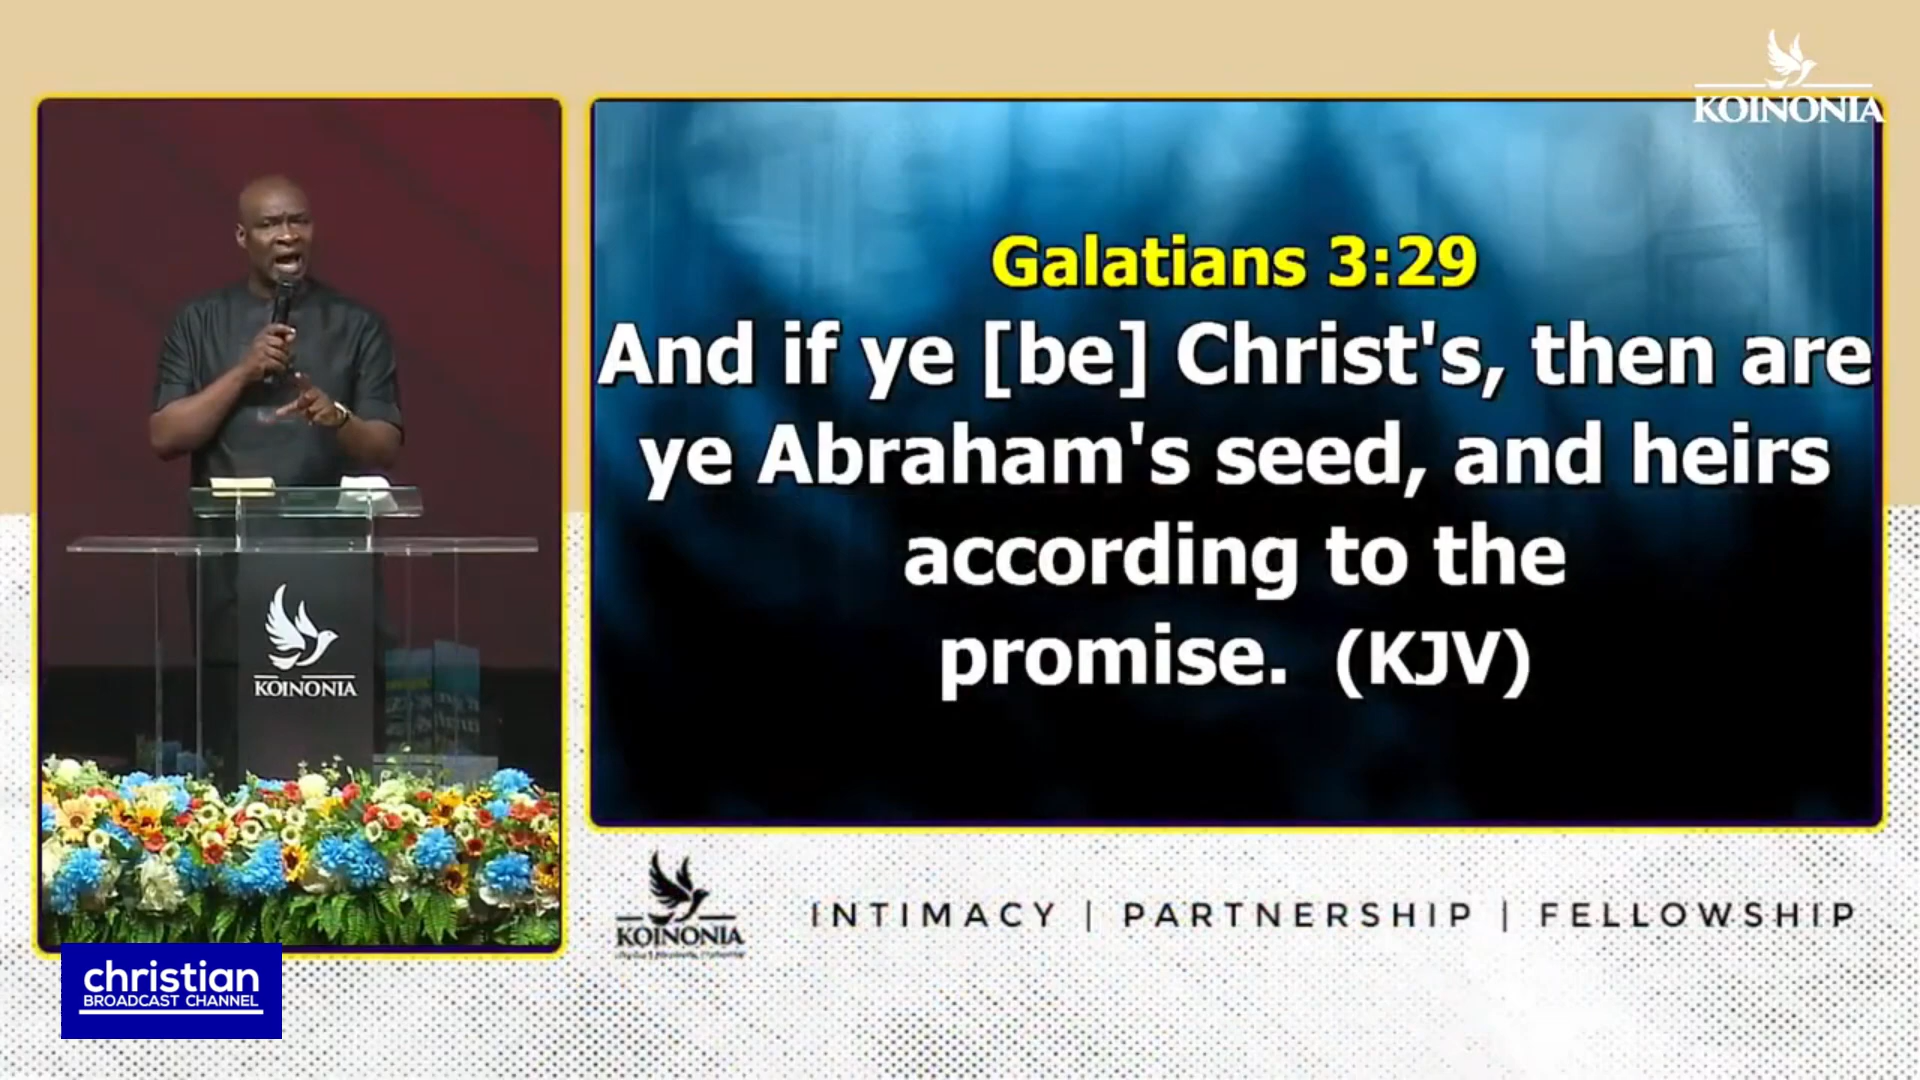 KOINONIA
Galatians 3:29
And if ye [be] Christ's, then are
ye Abraham's seed, and heirs
according to the
promise. (KJV)
KOINONIA
KOINONIA
INTIMACY | PARTNERSHIP | FELLOWSHIP
christian
BROADCAST CHANNEL